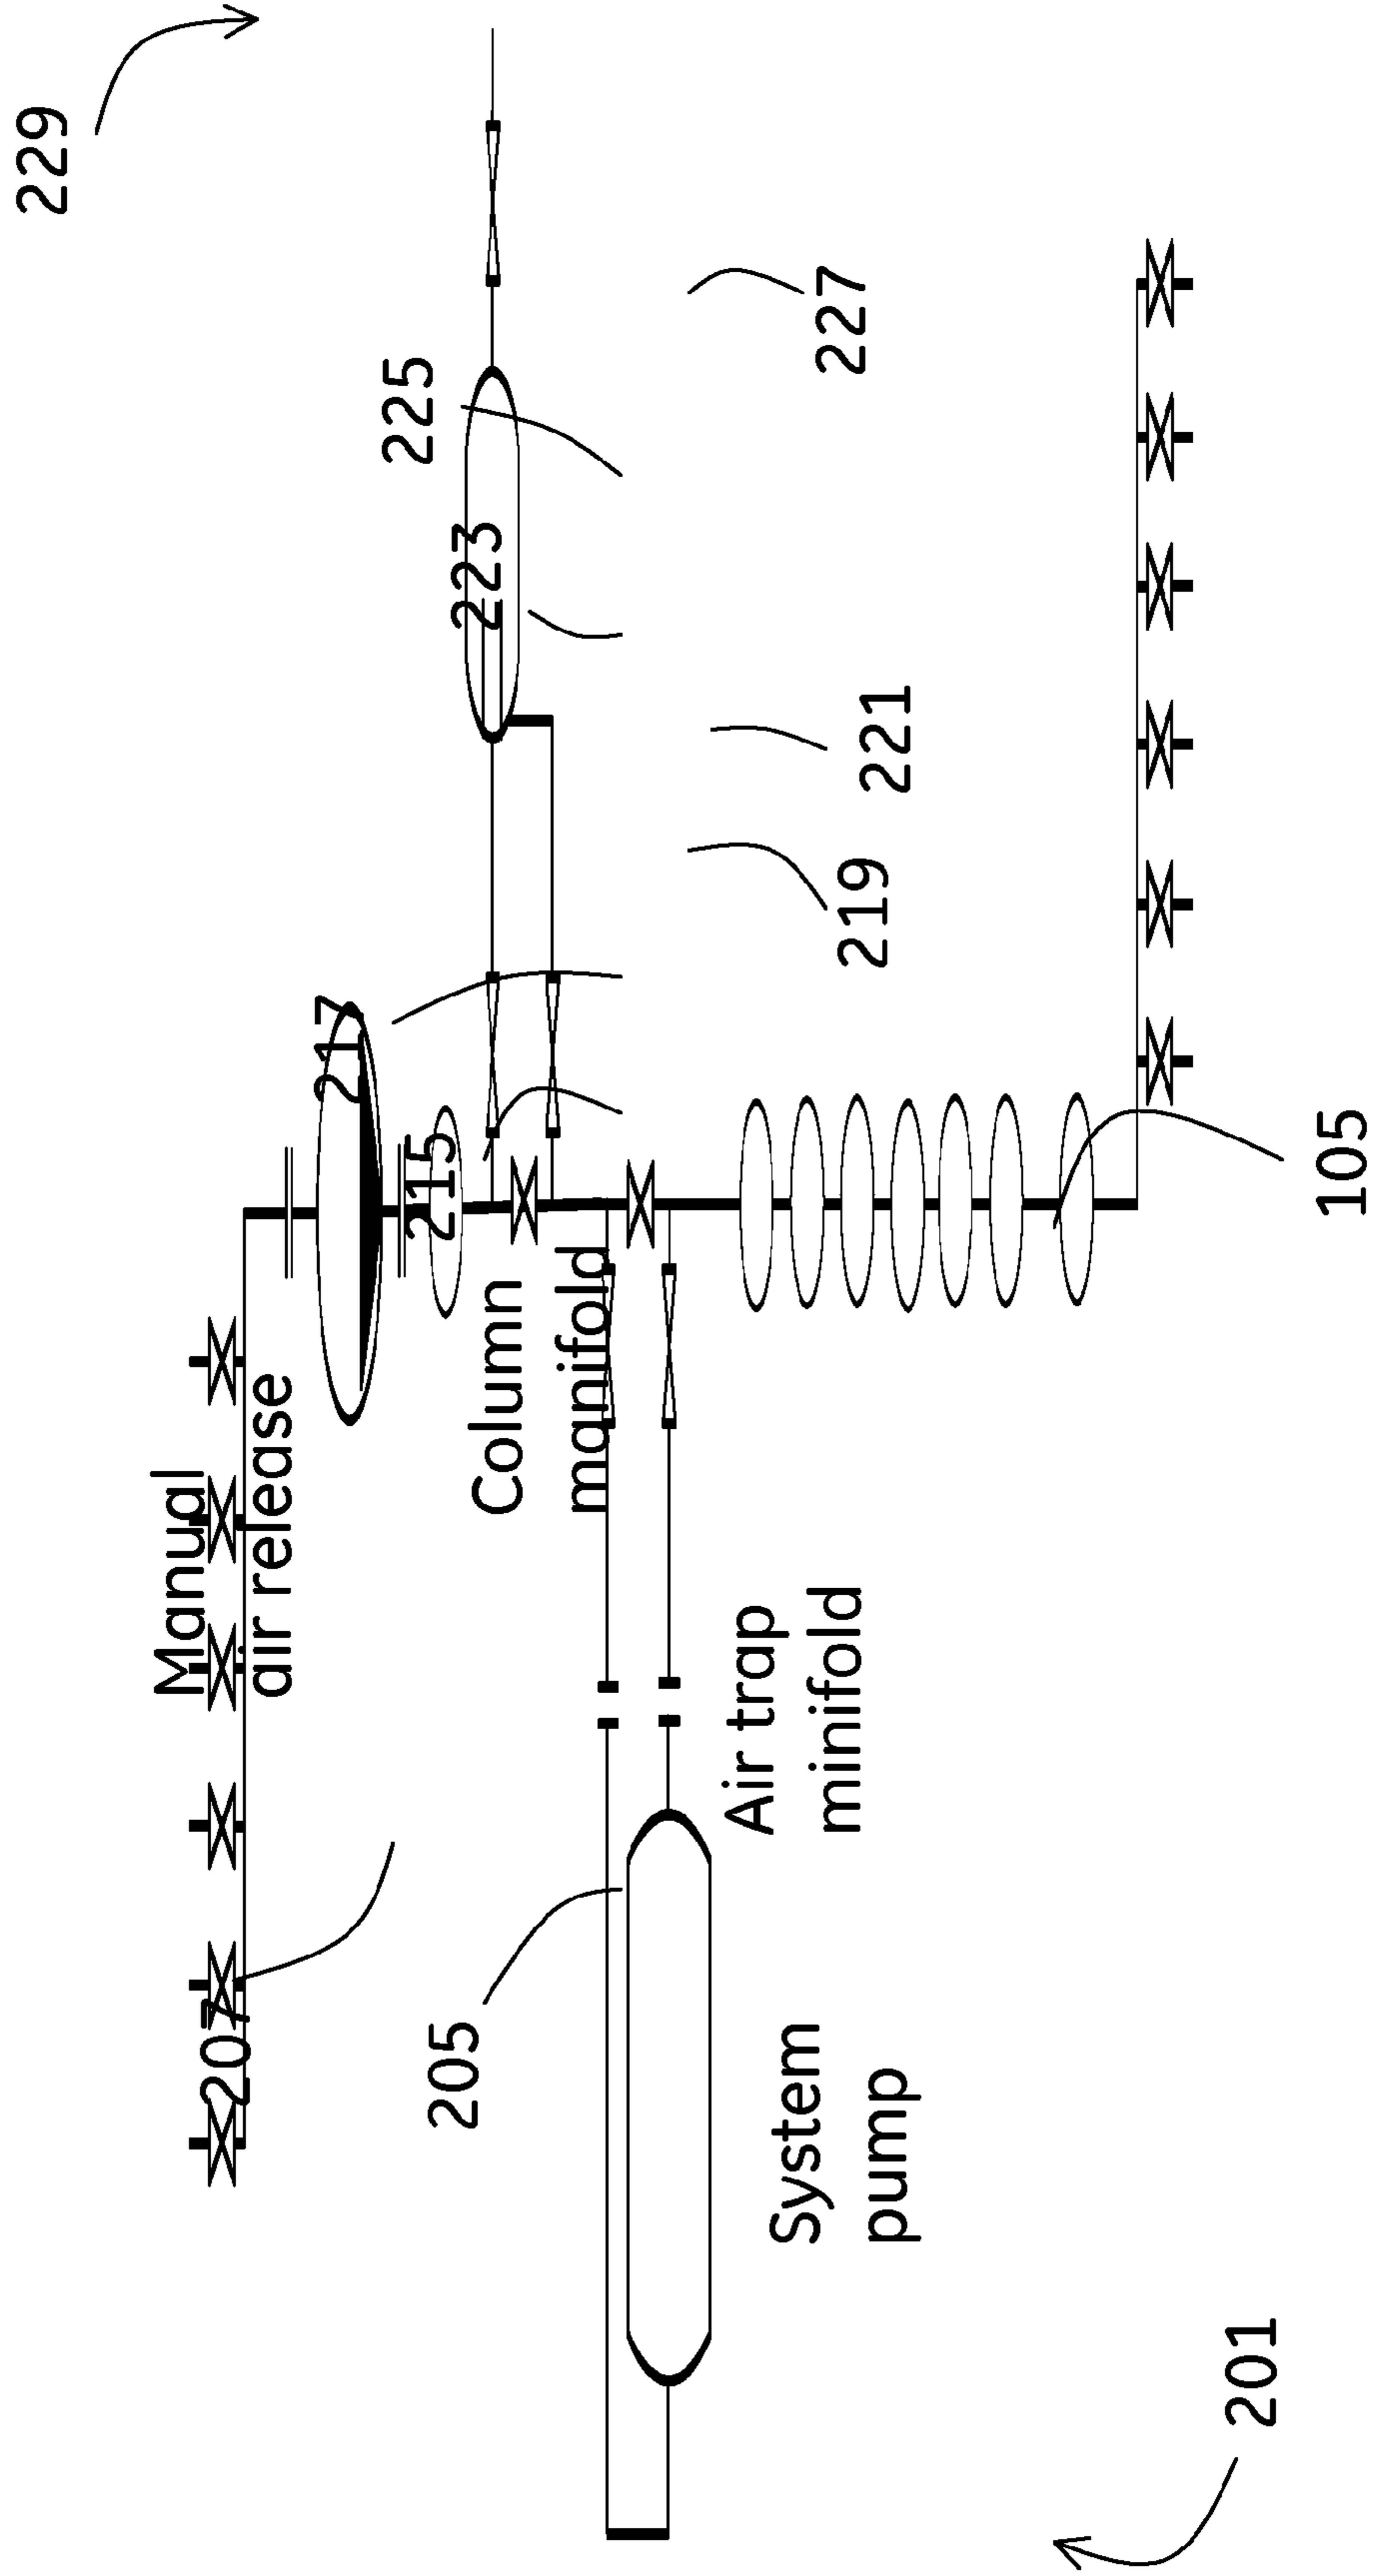 229
Manual
air release
207
217
225
215
205
223
Column
manifold
Air trap
minifold
System
pump
227
219
221
201
105